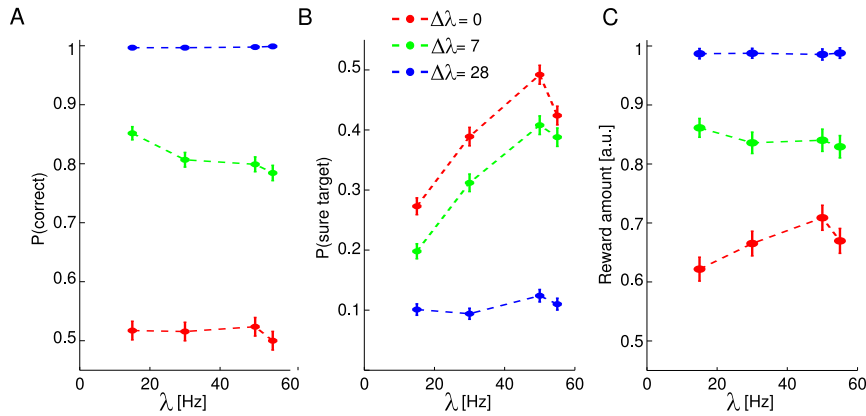 A
B
C
Δλ = 0
Δλ = 7
Δλ = 28
P(correct)
1
0.9
0.8
0.7
0.6
0.5
0 20 40 60
λ [Hz]
P(sure target)
0.5
0.4
0.3
0.2
0.1
0 20 40 60
λ [Hz]
Reward amount [a.u.]
1
0.9
0.8
0.7
0.6
0.5
0 20 40 60
λ [Hz]